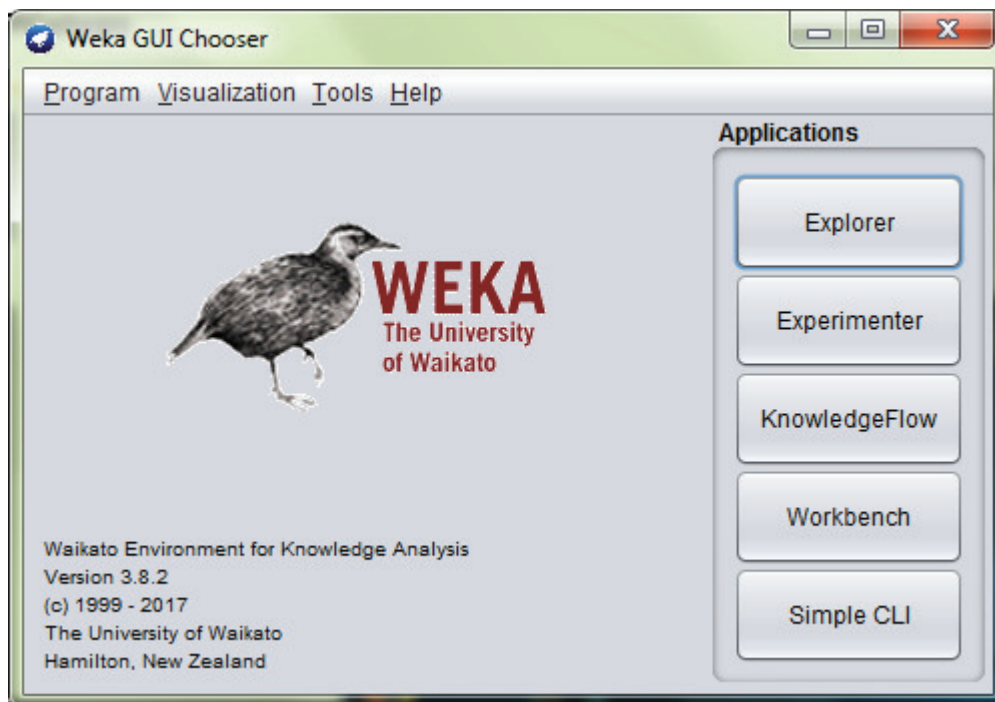 Weka GUI Chooser
Program Visualization Tools Help
Applications
Explorer
Experimenter
KnowledgeFlow
Workbench
Simple CLI
WEKA
The University
of Waikato
Waikato Environment for Knowledge Analysis
Version 3.8.2
(c) 1999 - 2017
The University of Waikato
Hamilton, New Zealand